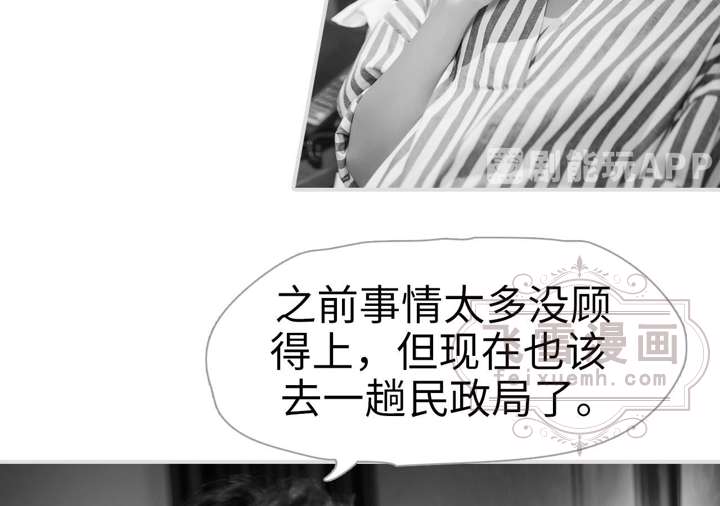 剧能玩APP
之前事情太多没顾
得上，但现在也该
去一趟民政局了。
飞雪漫画
feixuemh.com